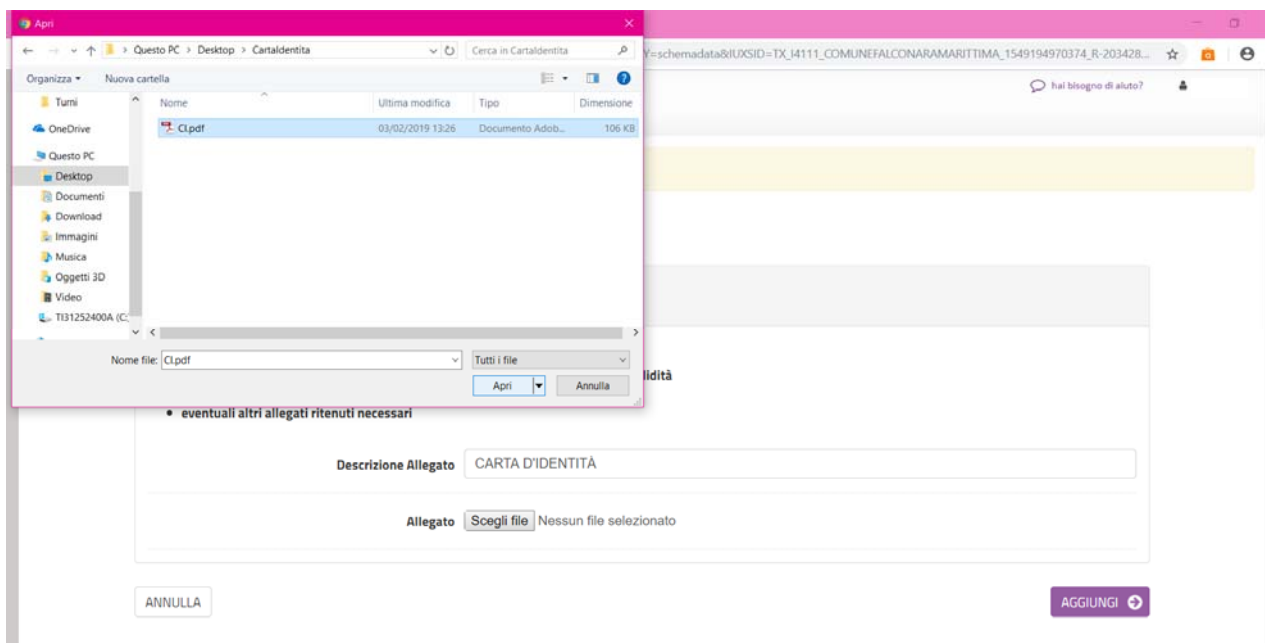 Apri
Questo PC > Desktop > CartaIdentita
Cerca in CartaIdentita
Y=schemadata&IUXSID=TX_I4111_COMUNEFALCONARAMARITTIMA_1549194970374_R-203428...
Organizza
Nuova cartella
hai bisogno di aiuto?
Nome
Ultima modifica
Tipo
Dimensione
Turni
CI.pdf
03/02/2019 13:26
Documento Adob...
106 KB
OneDrive
Questo PC
Desktop
Documenti
Download
Immagini
Musica
Oggetti 3D
Video
TI31252400A (C:
Nome file:
CI.pdf
Tutti i file
Apri
Annulla
lidità
• eventuali altri allegati ritenuti necessari
Descrizione Allegato
CARTA D'IDENTITÀ
Allegato
Scegli file
Nessun file selezionato
ANNULLA
AGGIUNGI